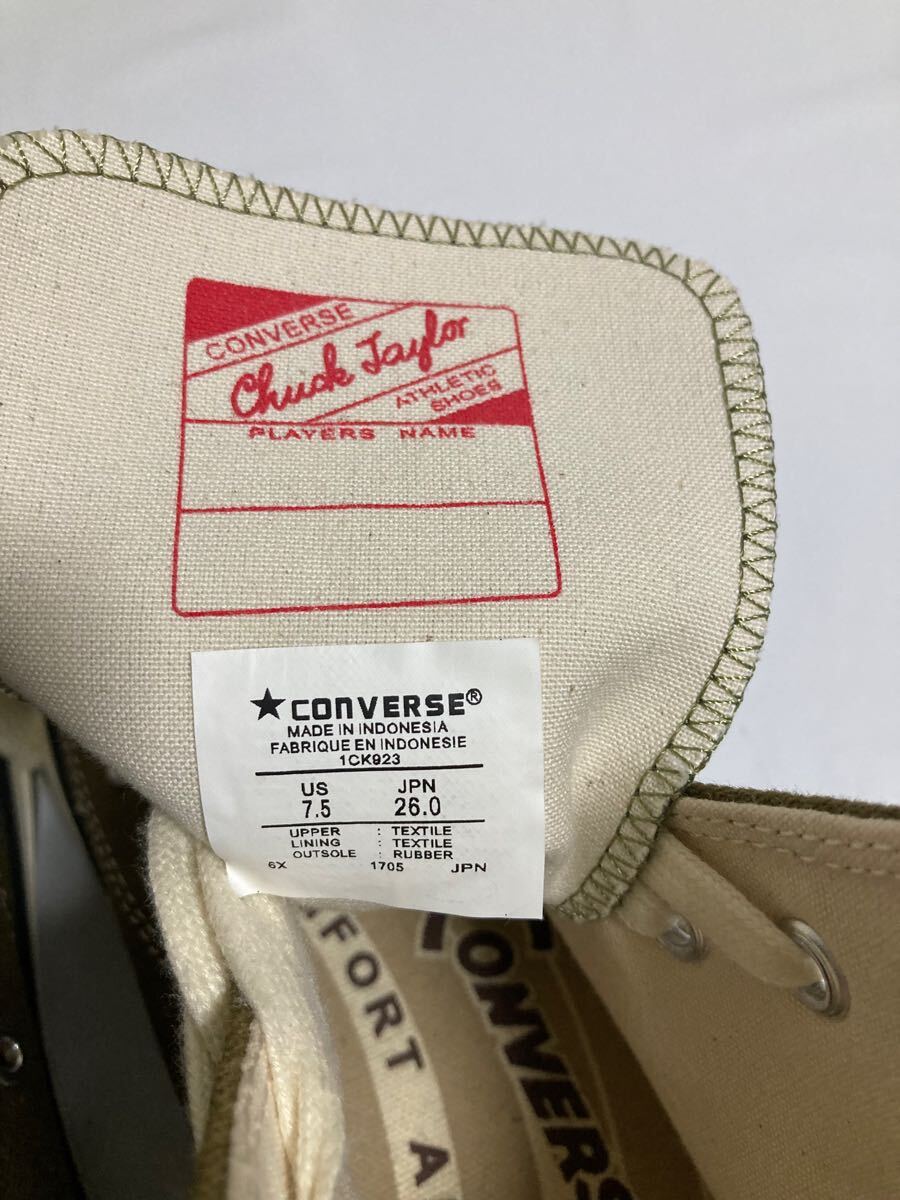 CONVERSE
Chuck Taylor
ATHLETIC
SHOES
PLAYERS NAME
★CONVERSE®
MADE IN INDONESIA
FABRIQUE EN INDONESIE
1CK923
US JPN
7.5 26.0
UPPER : TEXTILE
LINING : TEXTILE
OUTSOLE : RUBBER
6X 1705 JPN
CONVERS